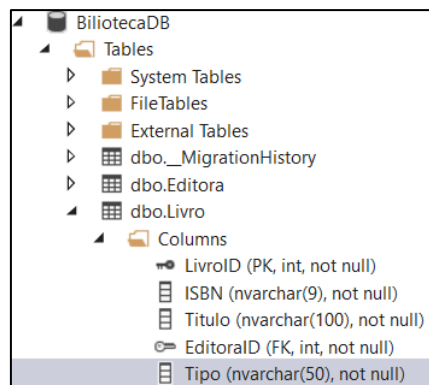 BiliotecaDB
Tables
System Tables
FileTables
External Tables
dbo.__MigrationHistory
dbo.Editora
dbo.Livro
Columns
LivroID (PK, int, not null)
ISBN (nvarchar(9), not null)
Titulo (nvarchar(100), not null)
EditoraID (FK, int, not null)
Tipo (nvarchar(50), not null)